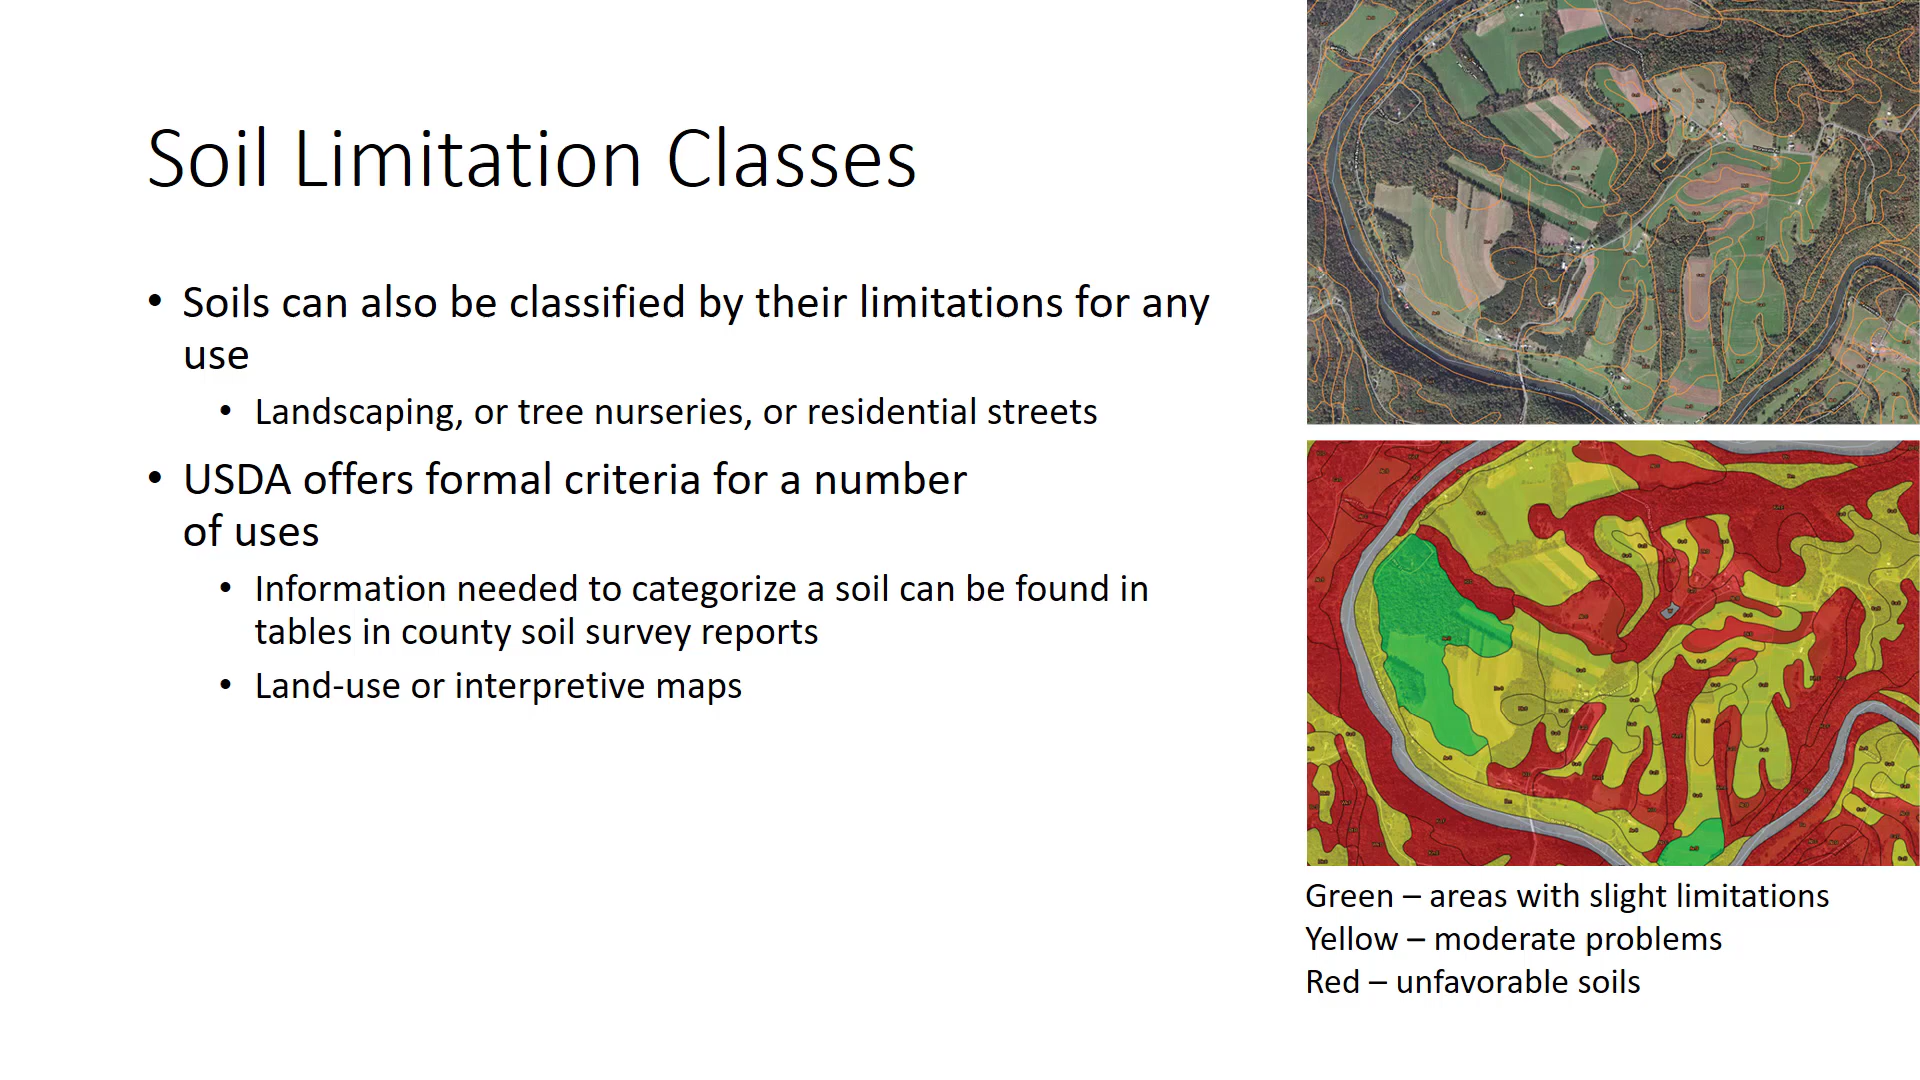 Soil Limitation Classes
• Soils can also be classified by their limitations for any
use
• Landscaping, or tree nurseries, or residential streets
• USDA offers formal criteria for a number
of uses
• Information needed to categorize a soil can be found in
tables in county soil survey reports
• Land-use or interpretive maps
Green – areas with slight limitations
Yellow – moderate problems
Red – unfavorable soils